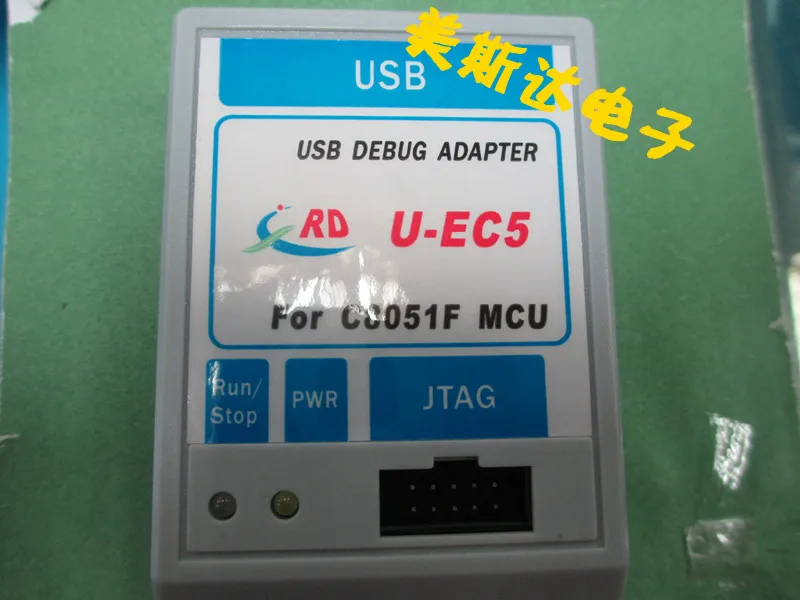 美斯达电子
USB
USB DEBUG ADAPTER
RD U-EC5
For C8051F MCU
Run/
Stop
PWR
JTAG